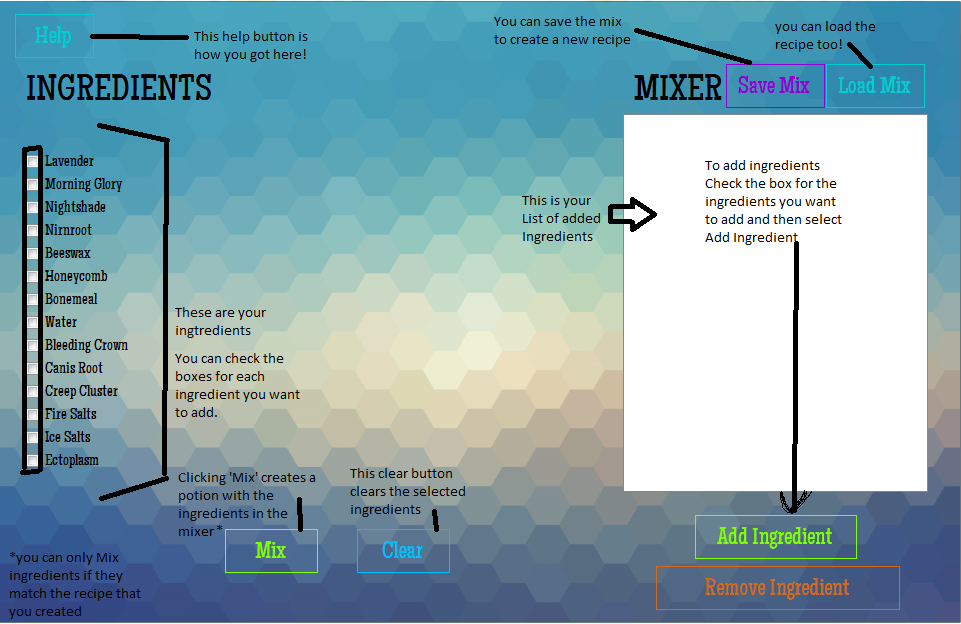 Help
This help button is
how you got here!
You can save the mix
to create a new recipe
you can load the
recipe too!
INGREDIENTS
MIXER
Save Mix
Load Mix
Lavender
Morning Glory
Nightshade
Nirnroot
Beeswax
Honeycomb
Bonemeal
Water
Bleeding Crown
Canis Root
Creep Cluster
Fire Salts
Ice Salts
Ectoplasm
These are your
ingtredients
You can check the
boxes for each
ingredient you want
to add.
This is your
List of added
Ingredients
To add ingredients
Check the box for the
ingredients you want
to add and then select
Add Ingredient
Clicking 'Mix' creates a
potion with the
ingredients in the
mixer *
This clear button
clears the selected
ingredients
Mix
Clear
Add Ingredient
Remove Ingredient
*you can only Mix
ingredients if they
match the recipe that
you created